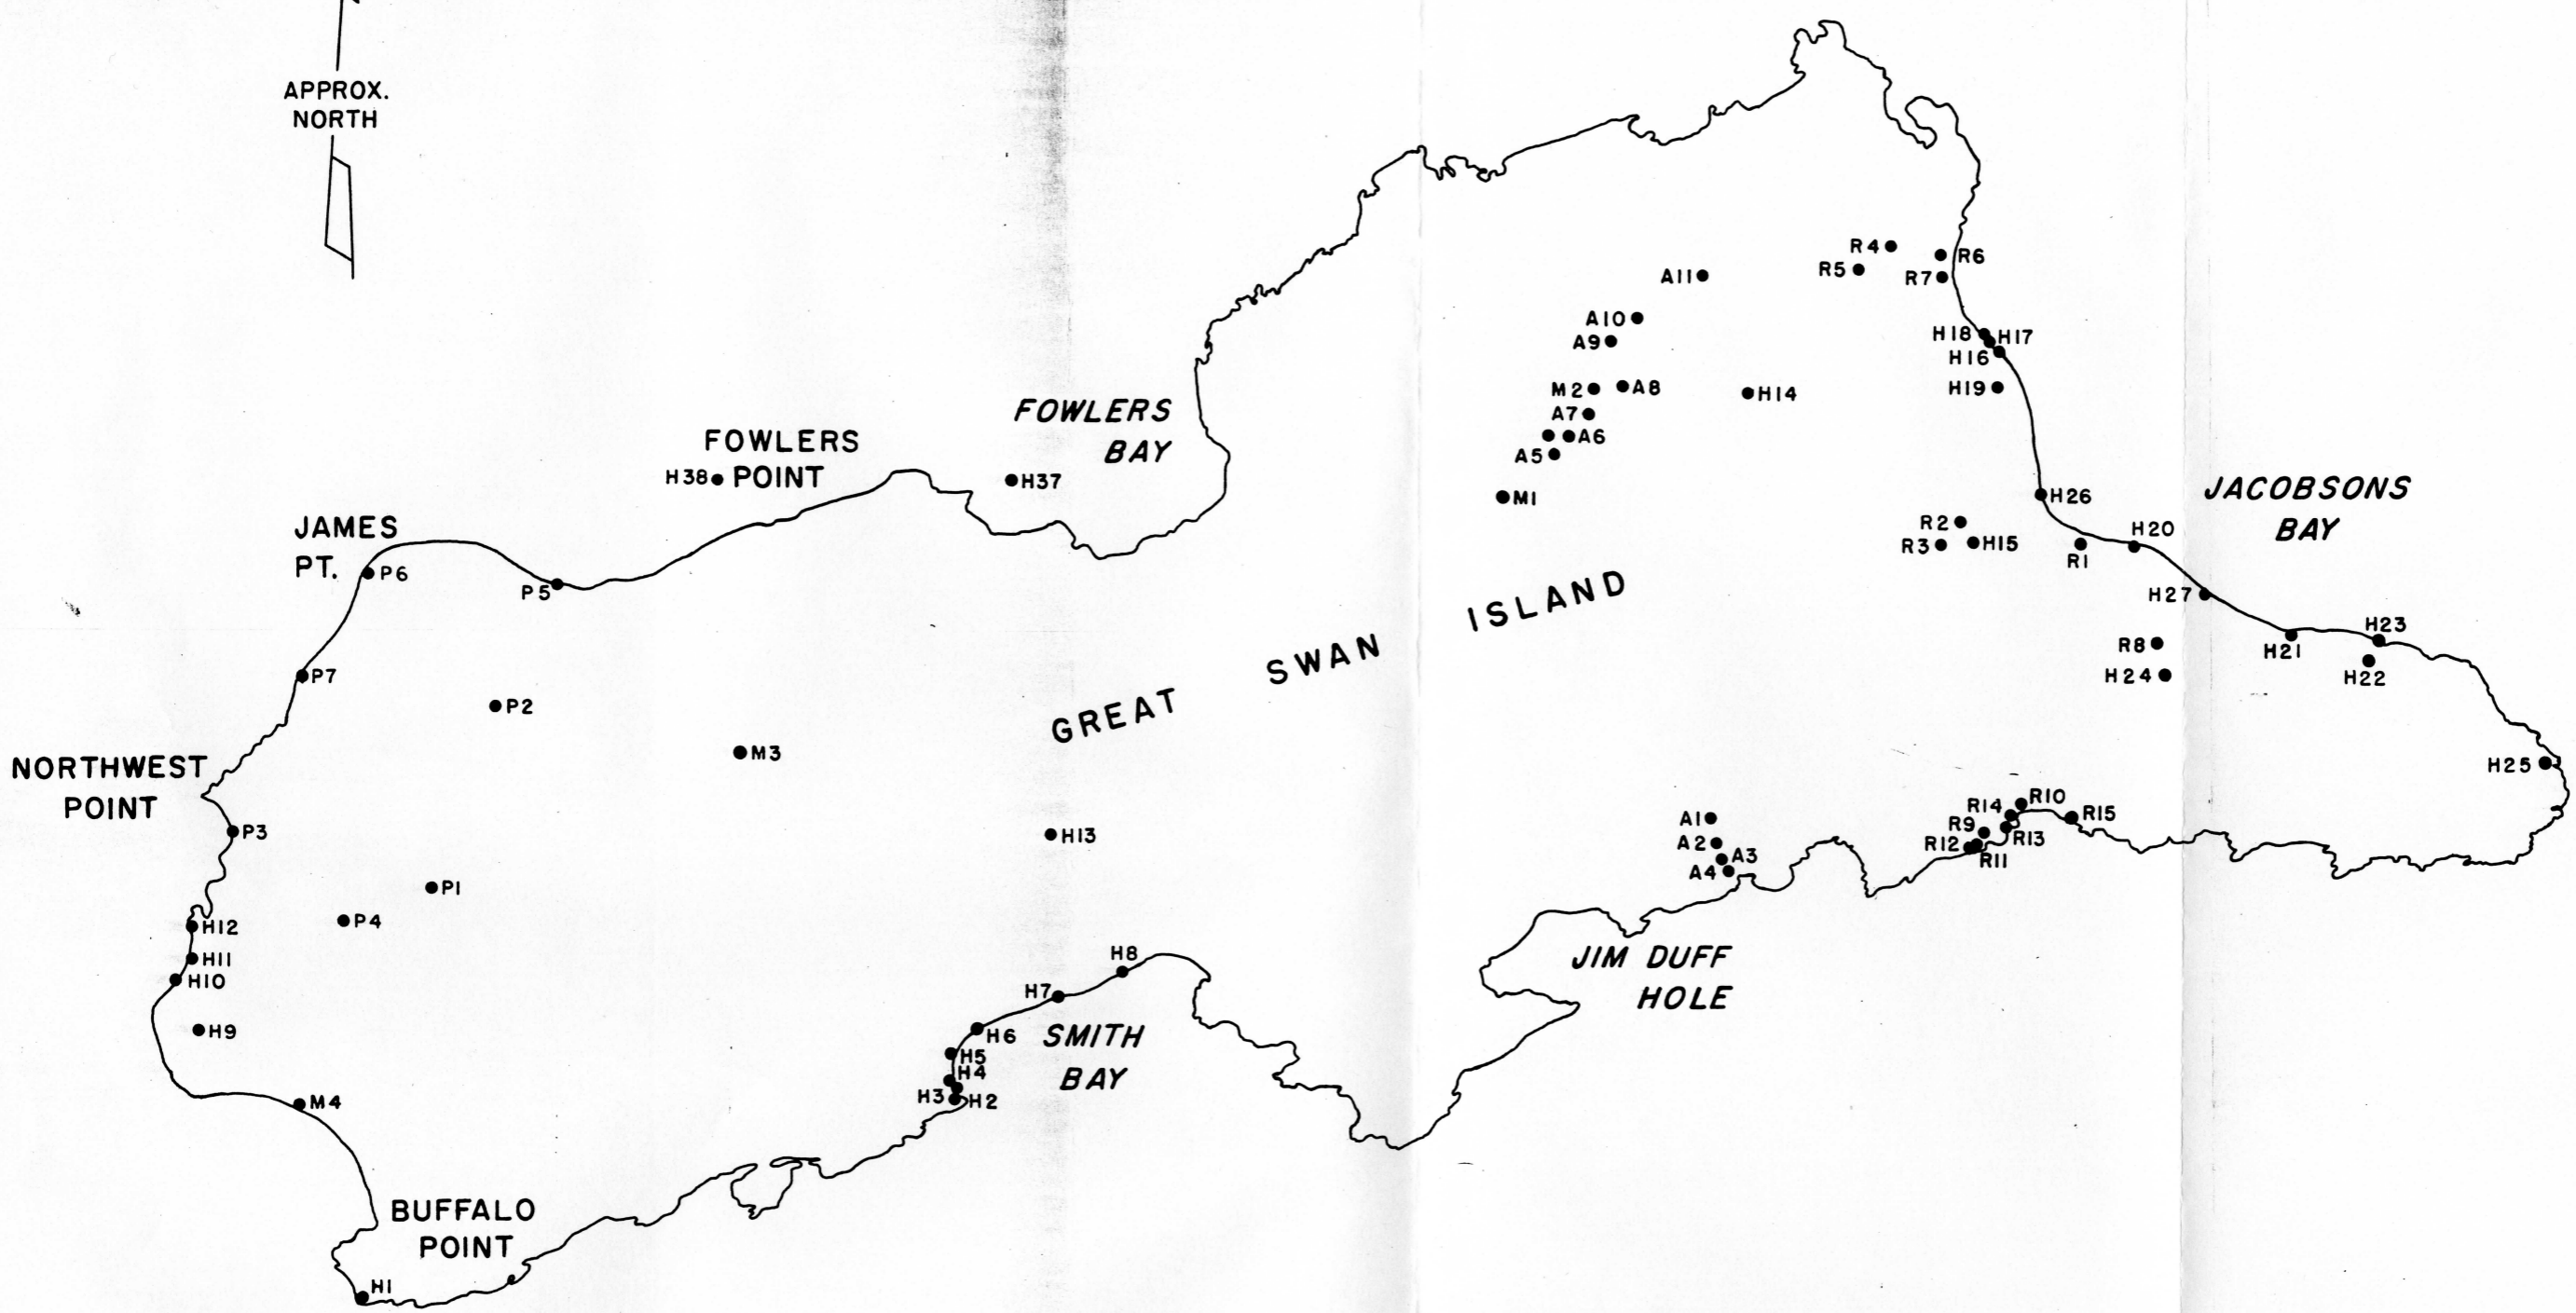 APPROX.
NORTH
R4
R6
R5
R7
A11
A10
A9
H18
H17
H16
M2
A8
H14
H19
A7
A6
A5
M1
FOWLERS
BAY
FOWLERS
POINT
H38
H37
H26
JACOBSONS
BAY
R2
R3
H15
R1
H20
JAMES
PT.
P6
P5
H27
GREAT SWAN ISLAND
H23
H21
H22
R8
H24
P7
P2
M3
H25
NORTHWEST
POINT
P3
H13
A1
A2
A3
A4
R14
R10
R15
R9
R13
R12
R11
P1
P4
H12
H11
H10
H9
H8
H7
H6
H5
H4
H3
H2
SMITH
BAY
JIM DUFF
HOLE
M4
BUFFALO
POINT
H1